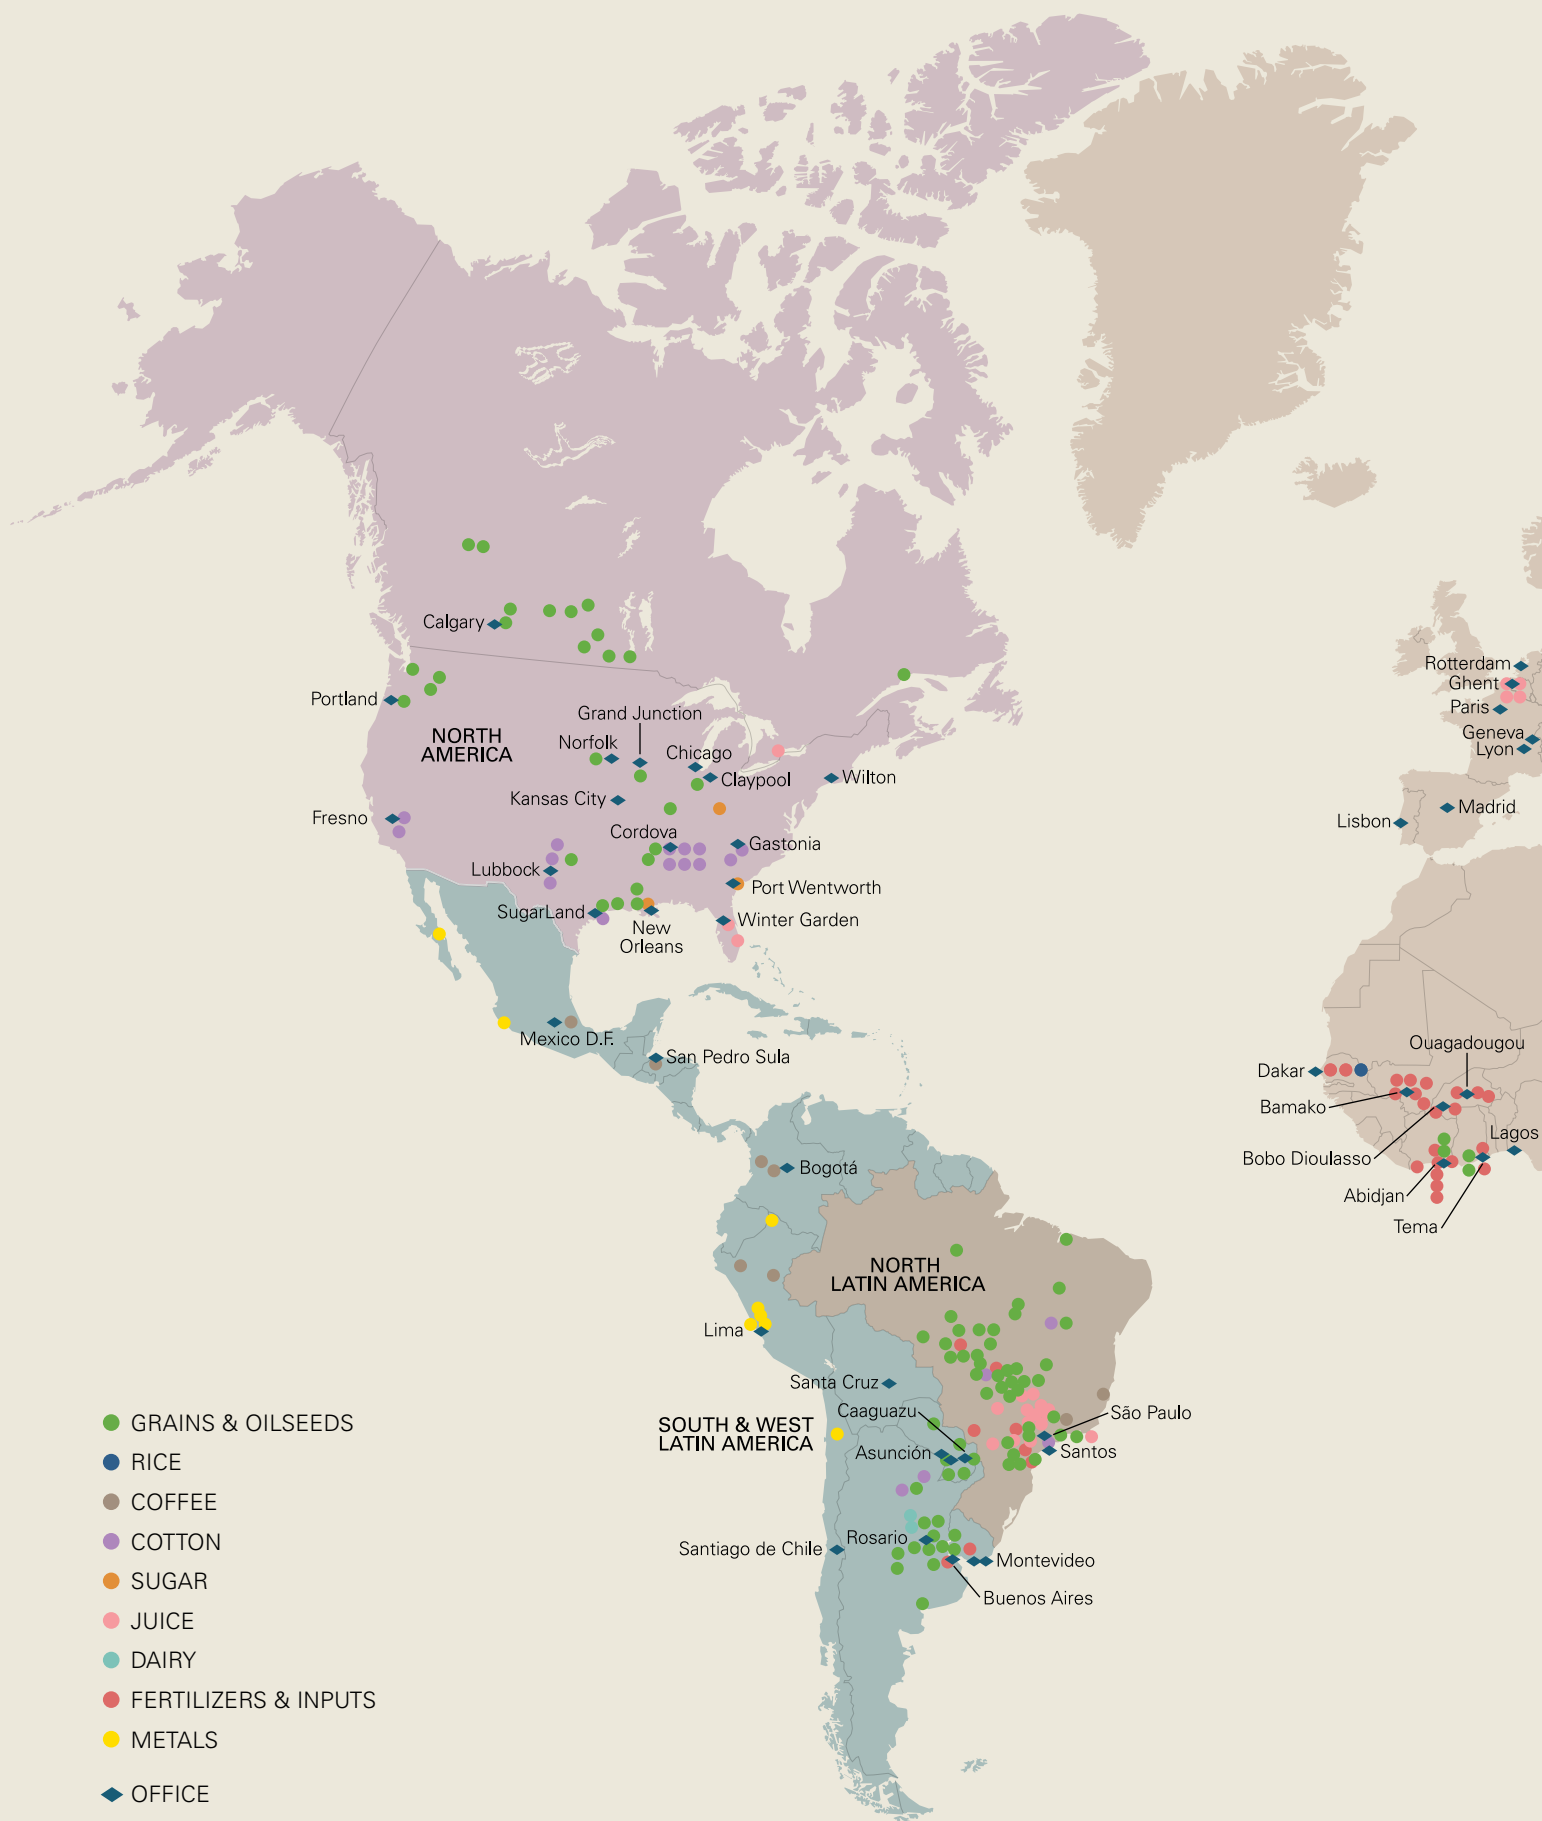 Calgary
Portland
Grand Junction
NORTH
AMERICA
Norfolk
Chicago
Claypool
Wilton
Kansas City
Fresno
Cordova
Gastonia
Lubbock
Port Wentworth
SugarLand
Winter Garden
New
Orleans
Mexico D.F.
San Pedro Sula
Rotterdam
Ghent
Paris
Geneva
Lyon
Madrid
Lisbon
Ouagadougou
Dakar
Bamako
Lagos
Bobo Dioulasso
Abidjan
Tema
Bogotá
NORTH
LATIN AMERICA
Lima
Santa Cruz
Caaguazu
São Paulo
SOUTH & WEST
LATIN AMERICA
Asunción
Santos
Rosario
Santiago de Chile
Montevideo
Buenos Aires
GRAINS & OILSEEDS
RICE
COFFEE
COTTON
SUGAR
JUICE
DAIRY
FERTILIZERS & INPUTS
METALS
OFFICE